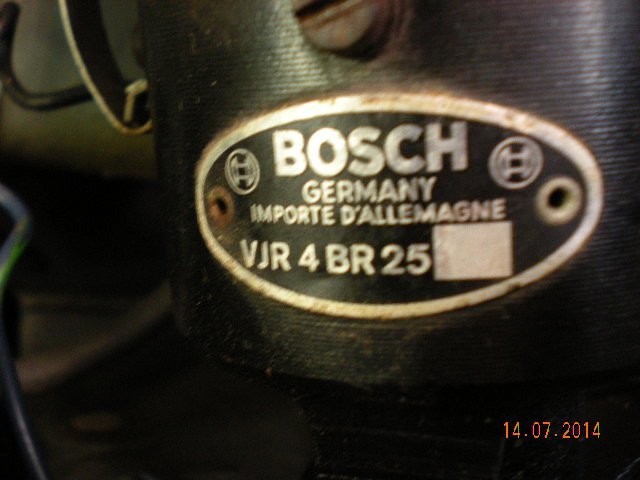 BOSCH
GERMANY
IMPORTE D'ALLEMAGNE
VJR 4 BR 25
14.07.2014